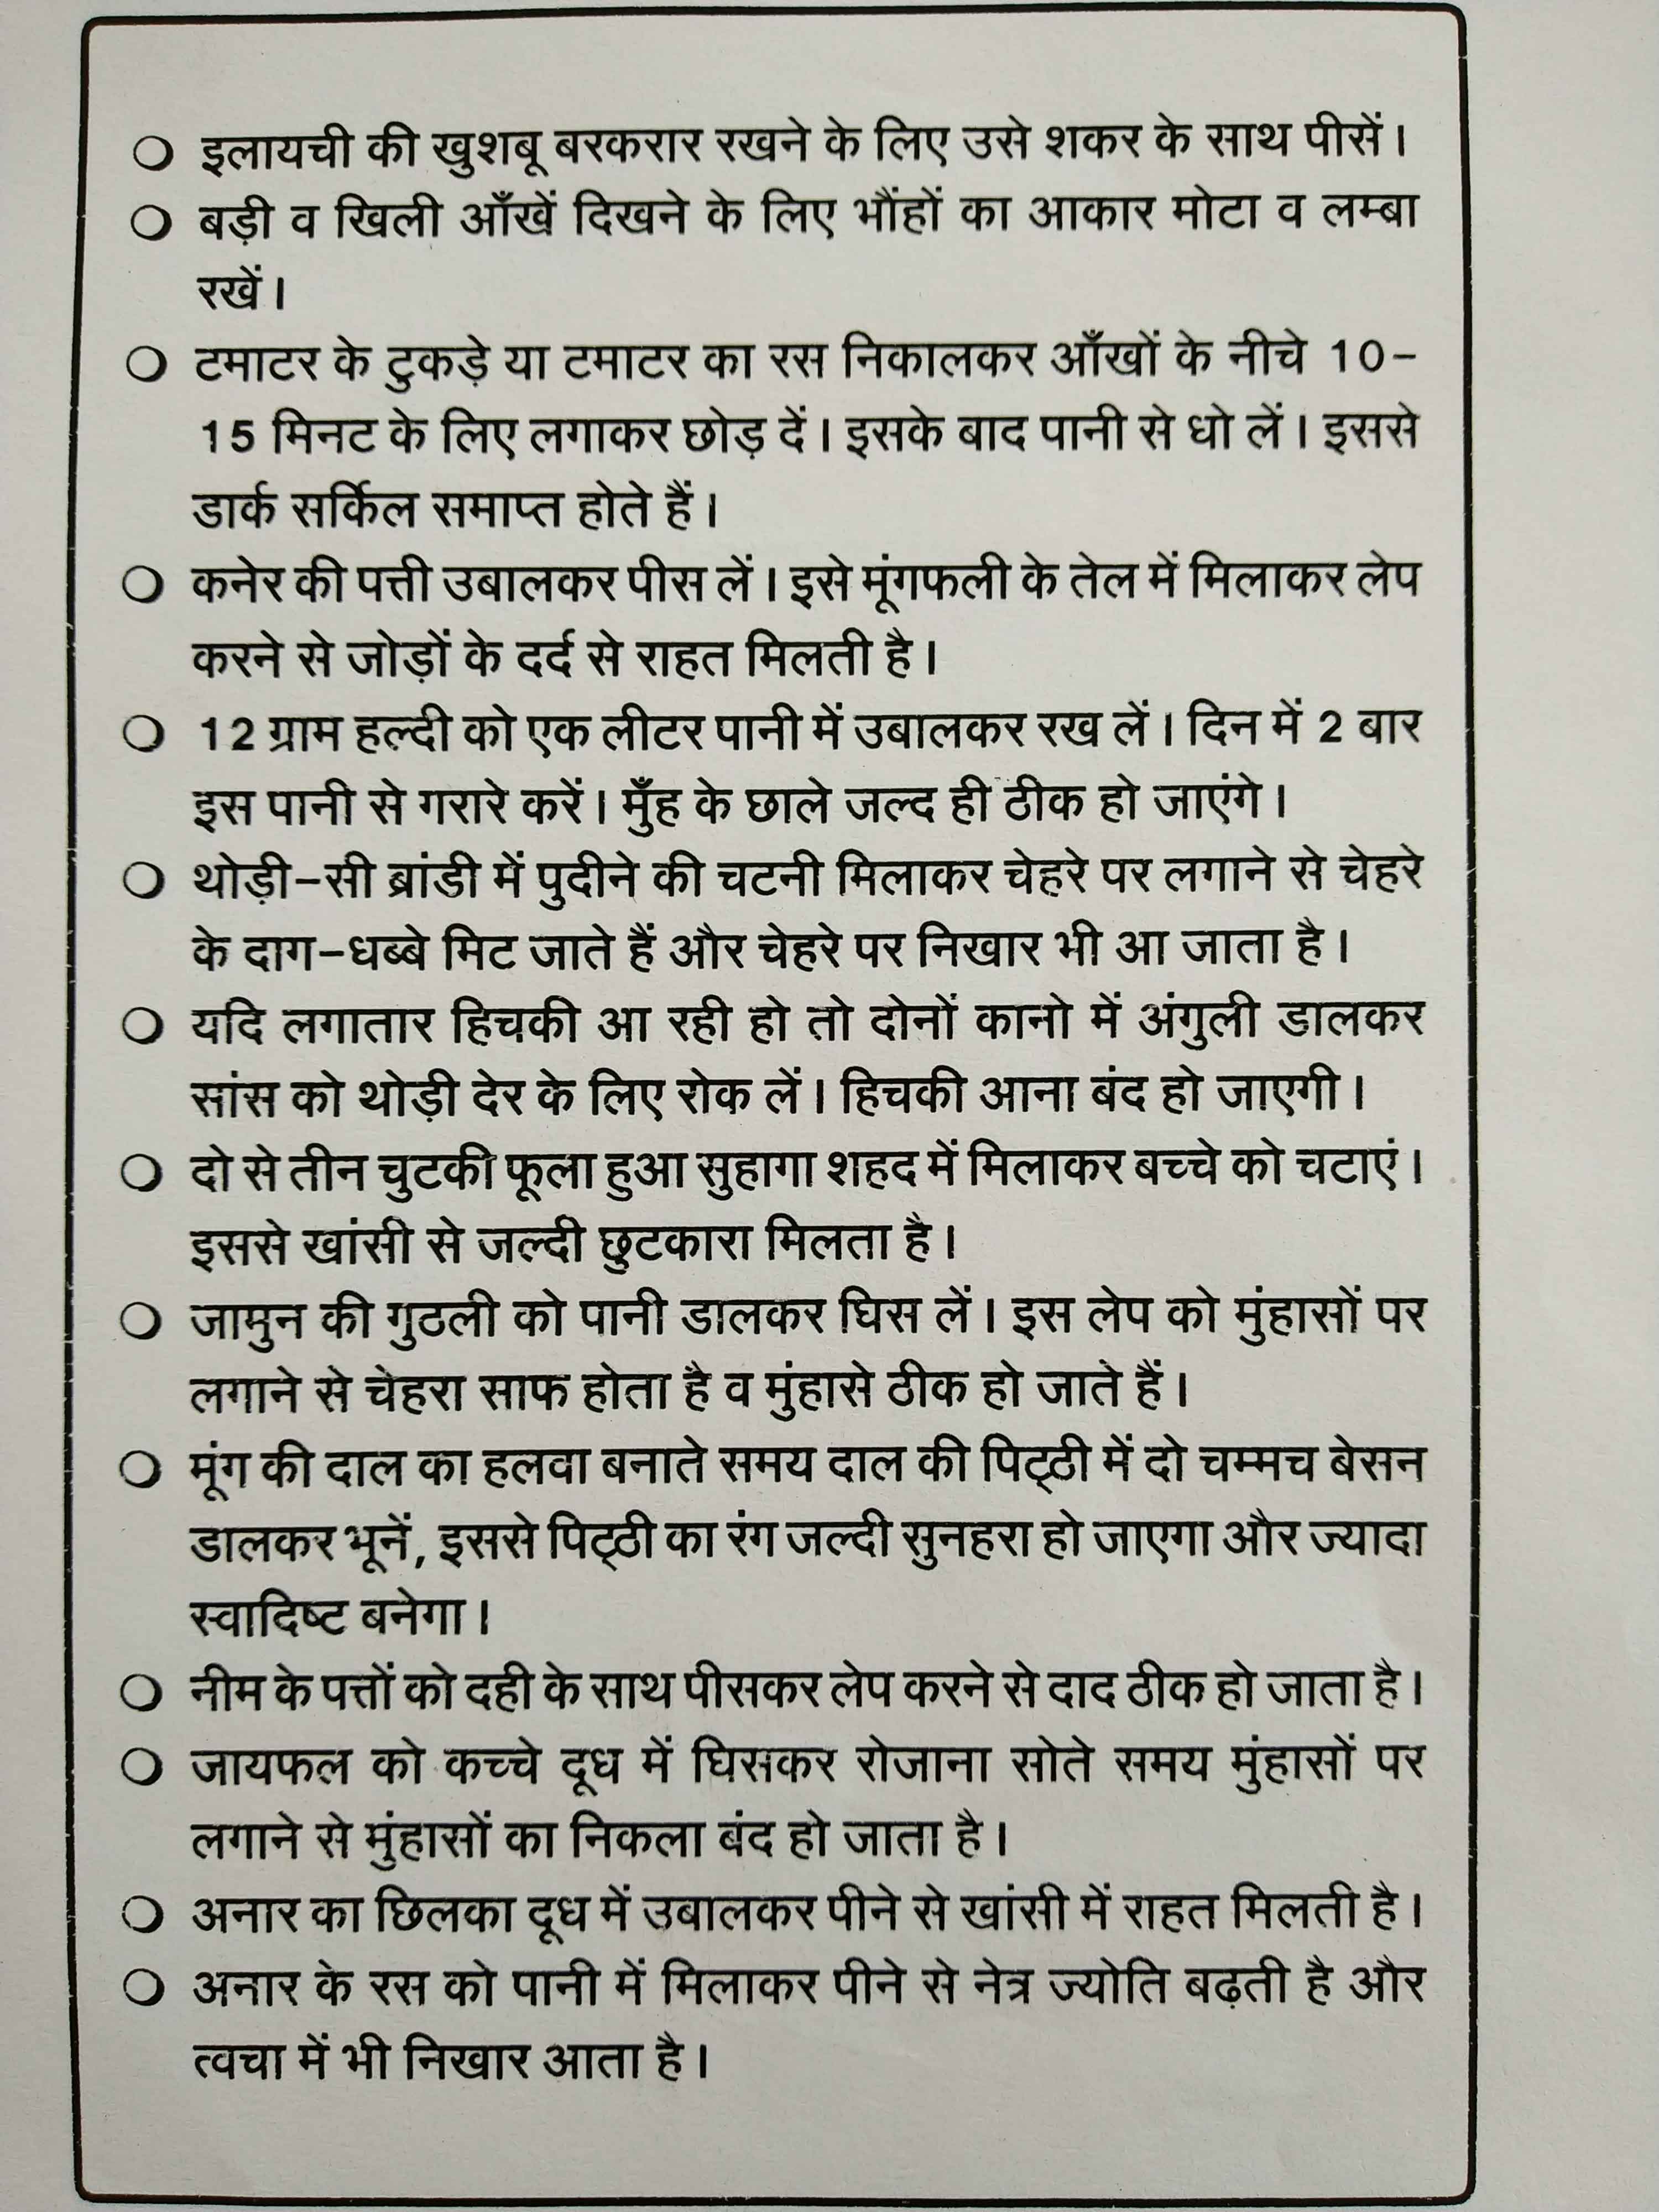 ○ इलायची की खुशबू बरकरार रखने के लिए उसे शकर के साथ पीसें।
○ बड़ी व खिली आँखें दिखने के लिए भौंहों का आकार मोटा व लम्बा
रखें।
○ टमाटर के टुकड़े या टमाटर का रस निकालकर आँखों के नीचे 10-
15 मिनट के लिए लगाकर छोड़ दें। इसके बाद पानी से धो लें। इससे
डार्क सर्किल समाप्त होते हैं।
○ कनेर की पत्ती उबालकर पीस लें। इसे मूंगफली के तेल में मिलाकर लेप
करने से जोड़ों के दर्द से राहत मिलती है।
○ 12 ग्राम हल्दी को एक लीटर पानी में उबालकर रख लें। दिन में 2 बार
इस पानी से गरारे करें। मुँह के छाले जल्द ही ठीक हो जाएंगे।
○ थोड़ी-सी ब्रांडी में पुदीने की चटनी मिलाकर चेहरे पर लगाने से चेहरे
के दाग-धब्बे मिट जाते हैं और चेहरे पर निखार भी आ जाता है।
○ यदि लगातार हिचकी आ रही हो तो दोनों कानो में अंगुली डालकर
सांस को थोड़ी देर के लिए रोक लें। हिचकी आना बंद हो जाएगी।
○ दो से तीन चुटकी फूला हुआ सुहागा शहद में मिलाकर बच्चे को चटाएं।
इससे खांसी से जल्दी छुटकारा मिलता है।
○ जामुन की गुठली को पानी डालकर घिस लें। इस लेप को मुंहासों पर
लगाने से चेहरा साफ होता है व मुंहासे ठीक हो जाते हैं।
○ मूंग की दाल का हलवा बनाते समय दाल की पिट्ठी में दो चम्मच बेसन
डालकर भूनें, इससे पिट्ठी का रंग जल्दी सुनहरा हो जाएगा और ज्यादा
स्वादिष्ट बनेगा।
○ नीम के पत्तों को दही के साथ पीसकर लेप करने से दाद ठीक हो जाता है।
○ जायफल को कच्चे दूध में घिसकर रोजाना सोते समय मुंहासों पर
लगाने से मुंहासों का निकला बंद हो जाता है।
○ अनार का छिलका दूध में उबालकर पीने से खांसी में राहत मिलती है।
○ अनार के रस को पानी में मिलाकर पीने से नेत्र ज्योति बढ़ती है और
त्वचा में भी निखार आता है।